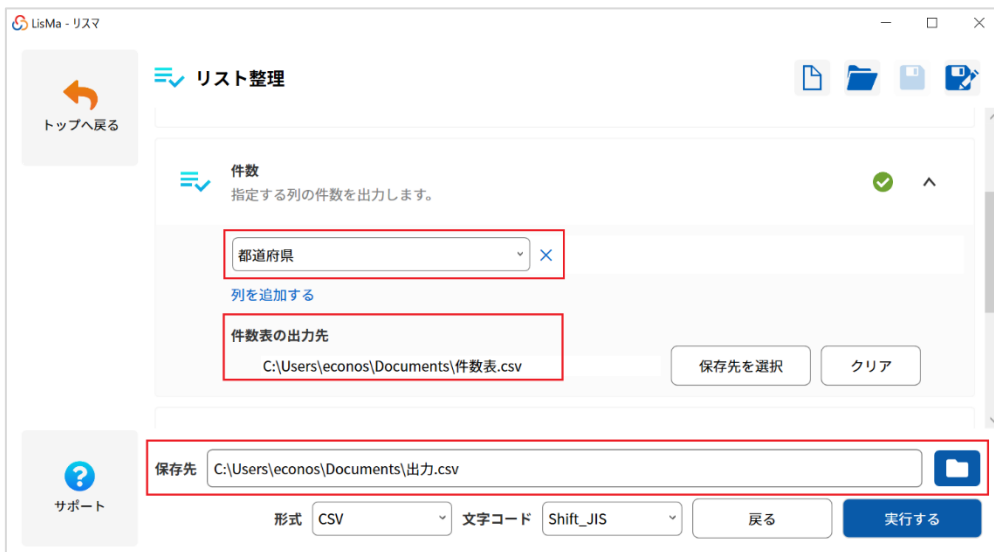 LisMa - リスマ
トップへ戻る
リスト整理
件数
指定する列の件数を出力します。
都道府県
列を追加する
件数表の出力先
C:\Users\econos\Documents\件数表.csv
保存先を選択
クリア
サポート
保存先
C:\Users\econos\Documents\出力.csv
形式
CSV
文字コード
Shift_JIS
戻る
実行する